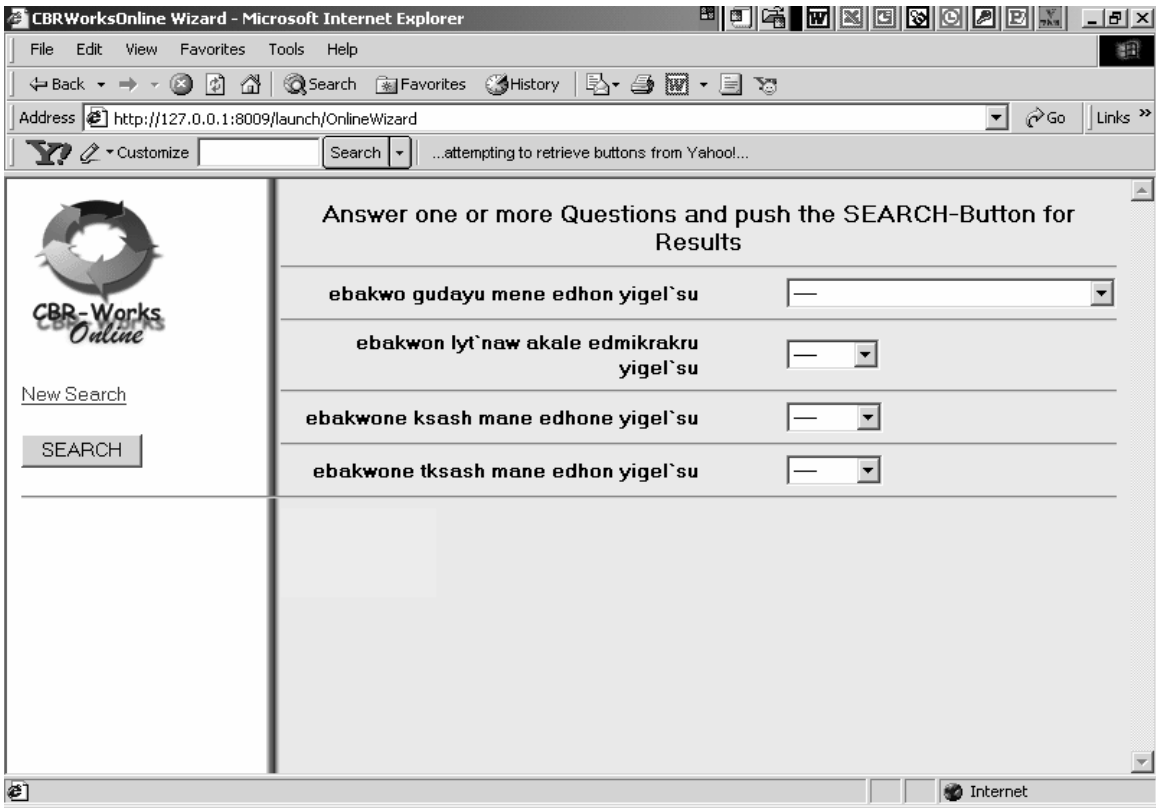 CBRWorksOnline Wizard - Microsoft Internet Explorer
File Edit View Favorites Tools Help
Back Search Favorites History
Address http://127.0.0.1:8009/launch/OnlineWizard Go Links »
Y! Customize Search ...attempting to retrieve buttons from Yahoo!...
CBR-Works
Online
New Search
SEARCH
Answer one or more Questions and push the SEARCH-Button for
Results
ebakwo gudayu mene edhon yigel`su
ebakwon lyt`naw akale edmikrakru
yigel`su
ebakwone ksash mane edhone yigel`su
ebakwone tksash mane edhon yigel`su
Internet